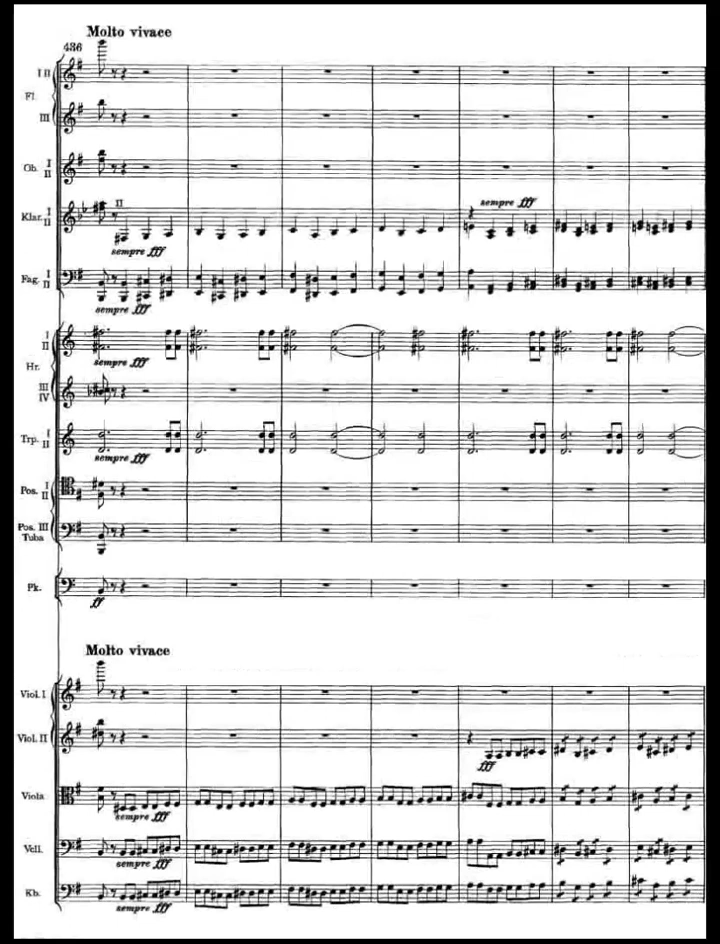 Molto vivace
436
I II
Fl.
III
Ob. I
II
Klar. I
II
II
sempre fff
sempre fff
Fag. I
II
sempre fff
I
II
sempre fff
Hr.
III
IV
Trp. I
II
sempre fff
Pos. I
II
Pos. III
Tuba
Pk.
ff
Molto vivace
Viol. I
Viol. II
fff
Viola
sempre fff
Vcll.
sempre fff
Kb.
sempre fff